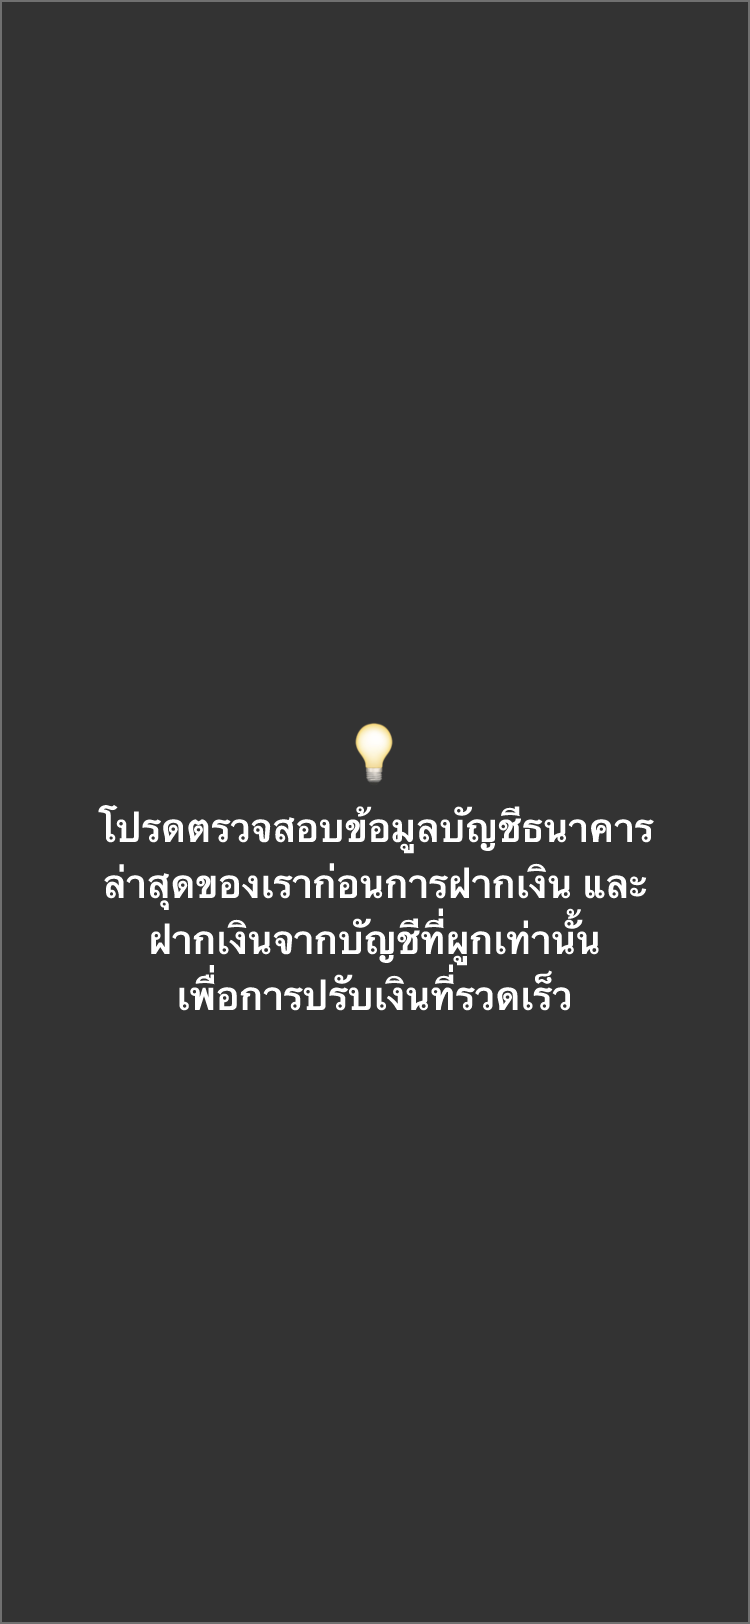 โปรดตรวจสอบข้อมูลบัญชีธนาคาร
ล่าสุดของเราก่อนการฝากเงิน และ
ฝากเงินจากบัญชีที่ผูกเท่านั้น
เพื่อการปรับเงินที่รวดเร็ว